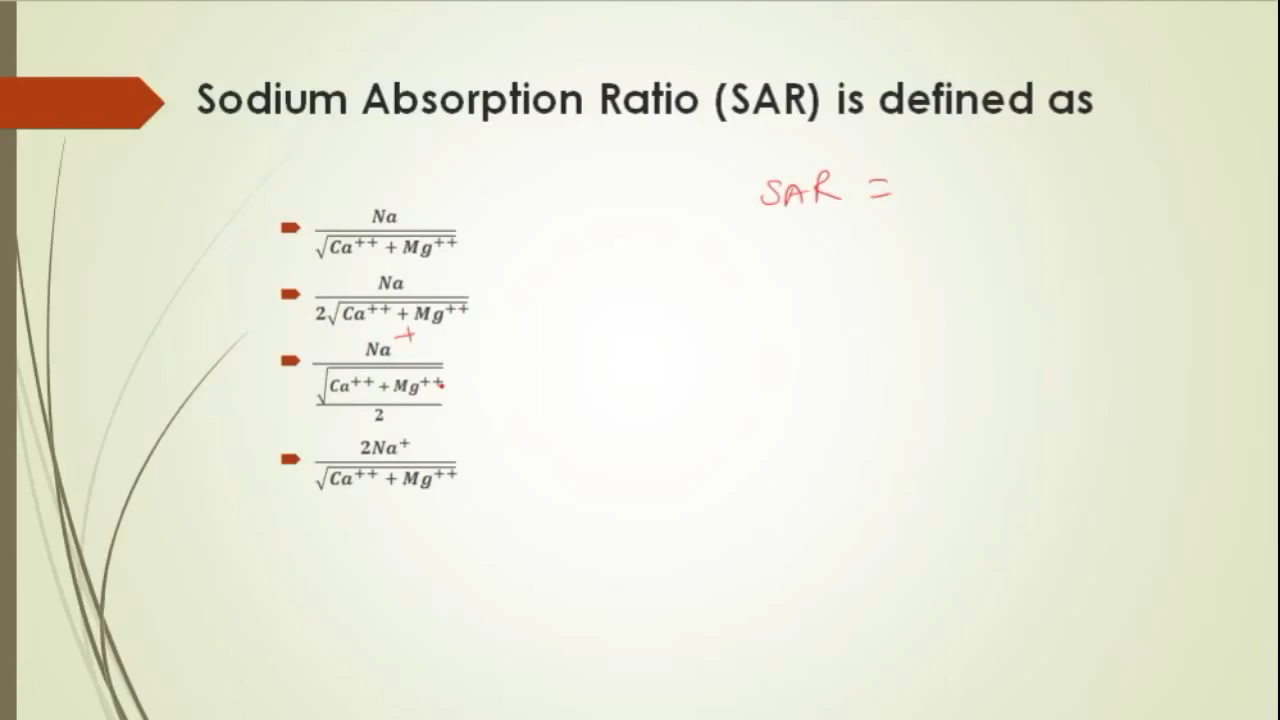 Sodium Absorption Ratio (SAR) is defined as
SAR =
Na
√Ca++ + Mg++
Na
2√Ca++ + Mg++
Na+
√Ca++ + Mg++
2
2Na+
√Ca++ + Mg++